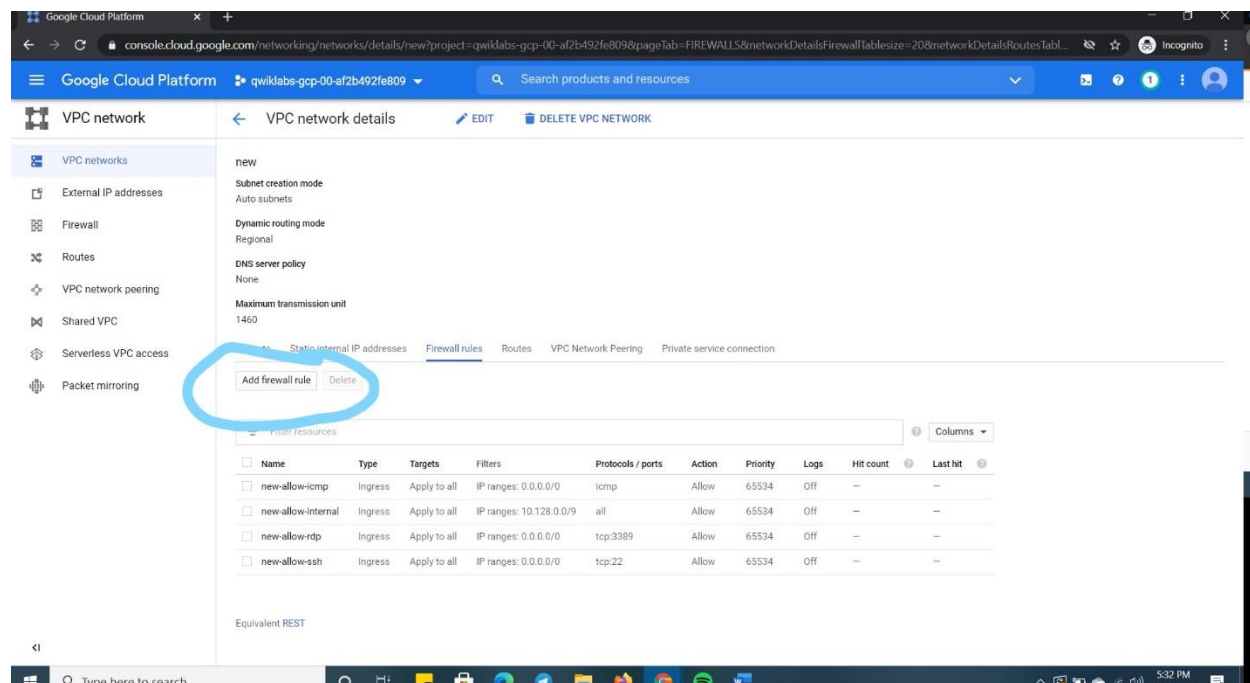 Google Cloud Platform
console.cloud.google.com/networking/networks/details/new?project=qwiklabs-gcp-00-af2b492fe809&pageTab=FIREWALLS&networkDetailsFirewallTablesize=20&networkDetailsRoutesTabl...
Incognito
Google Cloud Platform qwiklabs-gcp-00-af2b492fe809 Search products and resources 1
VPC network
VPC network details EDIT DELETE VPC NETWORK
VPC networks
External IP addresses
Firewall
Routes
VPC network peering
Shared VPC
Serverless VPC access
Packet mirroring
new
Subnet creation mode
Auto subnets
Dynamic routing mode
Regional
DNS server policy
None
Maximum transmission unit
1460
Static internal IP addresses Firewall rules Routes VPC Network Peering Private service connection
Add firewall rule Delete
Filter resources Columns
Name Type Targets Filters Protocols / ports Action Priority Logs Hit count Last hit
new-allow-icmp Ingress Apply to all IP ranges: 0.0.0.0/0 icmp Allow 65534 Off — —
new-allow-internal Ingress Apply to all IP ranges: 10.128.0.0/9 all Allow 65534 Off — —
new-allow-rdp Ingress Apply to all IP ranges: 0.0.0.0/0 tcp:3389 Allow 65534 Off — —
new-allow-ssh Ingress Apply to all IP ranges: 0.0.0.0/0 tcp:22 Allow 65534 Off — —
Equivalent REST
Type here to search
5:32 PM